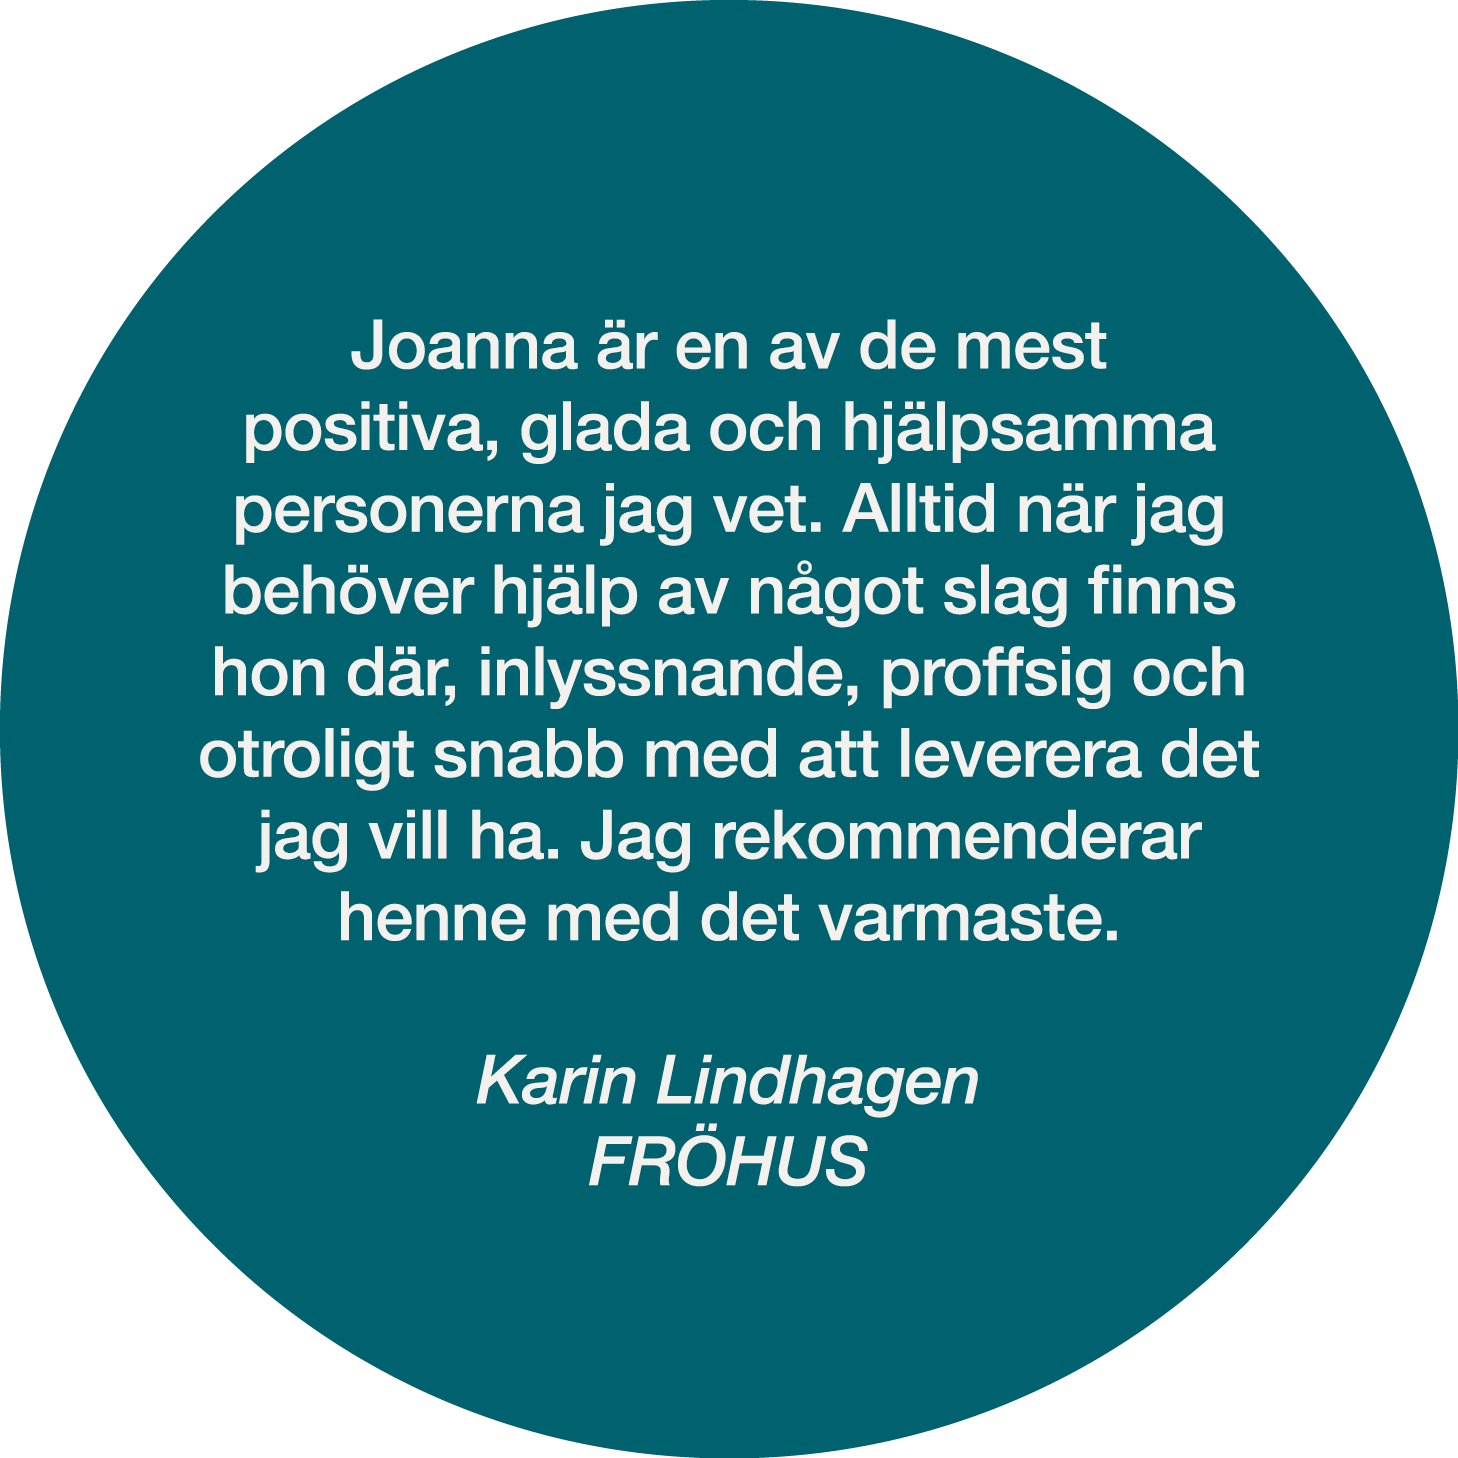 Joanna är en av de mest
positiva, glada och hjälpsamma
personerna jag vet. Alltid när jag
behöver hjälp av något slag finns
hon där, inlyssnande, proffsig och
otroligt snabb med att leverera det
jag vill ha. Jag rekommenderar
henne med det varmaste.
Karin Lindhagen
FRÖHUS